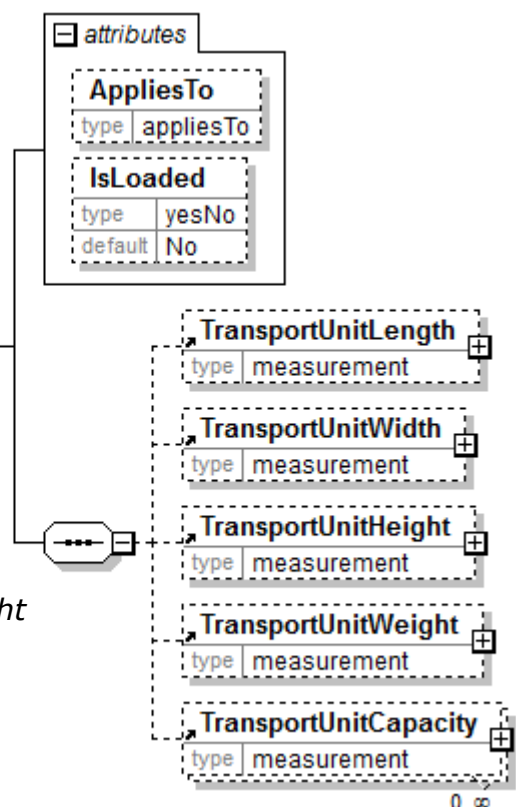 attributes
AppliesTo
type appliesTo
IsLoaded
type yesNo
default No
TransportUnitLength
type measurement
TransportUnitWidth
type measurement
TransportUnitHeight
type measurement
ht
TransportUnitWeight
type measurement
TransportUnitCapacity
type measurement
0 ∞